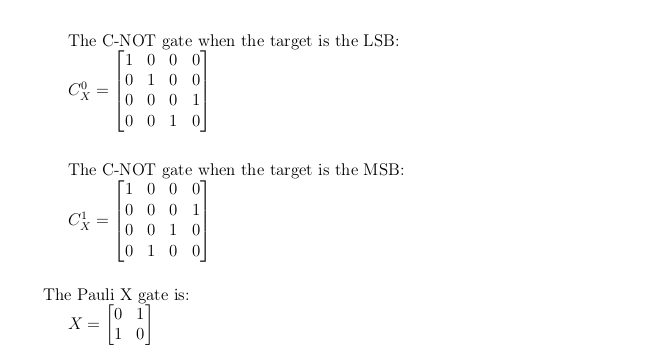 The C-NOT gate when the target is the LSB:
C_X^0 = \begin{bmatrix} 1 & 0 & 0 & 0 \\ 0 & 1 & 0 & 0 \\ 0 & 0 & 0 & 1 \\ 0 & 0 & 1 & 0 \end{bmatrix}
The C-NOT gate when the target is the MSB:
C_X^1 = \begin{bmatrix} 1 & 0 & 0 & 0 \\ 0 & 0 & 0 & 1 \\ 0 & 0 & 1 & 0 \\ 0 & 1 & 0 & 0 \end{bmatrix}
The Pauli X gate is:
X = \begin{bmatrix} 0 & 1 \\ 1 & 0 \end{bmatrix}